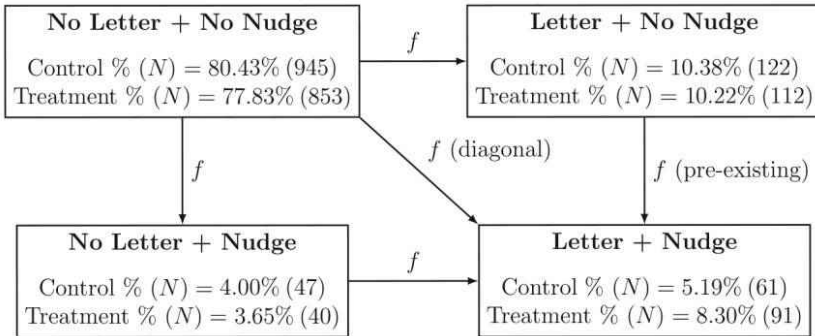 No Letter + No Nudge
Control % (N) = 80.43% (945)
Treatment % (N) = 77.83% (853)
f
Letter + No Nudge
Control % (N) = 10.38% (122)
Treatment % (N) = 10.22% (112)
f
f (diagonal)
f (pre-existing)
No Letter + Nudge
Control % (N) = 4.00% (47)
Treatment % (N) = 3.65% (40)
f
Letter + Nudge
Control % (N) = 5.19% (61)
Treatment % (N) = 8.30% (91)